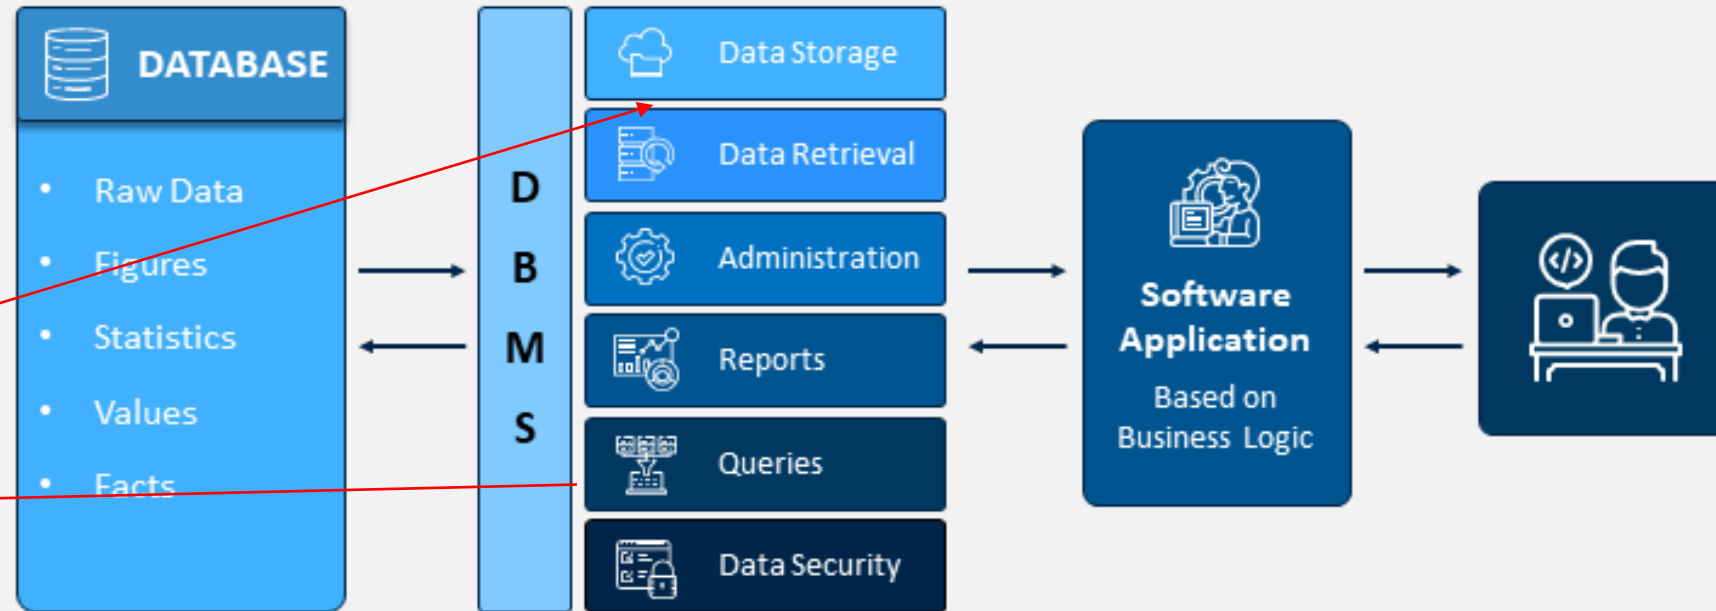 DATABASE
• Raw Data
• Figures
• Statistics
• Values
• Facts
D
B
M
S
Data Storage
Data Retrieval
Administration
Reports
Queries
Data Security
Software
Application
Based on
Business Logic
</>